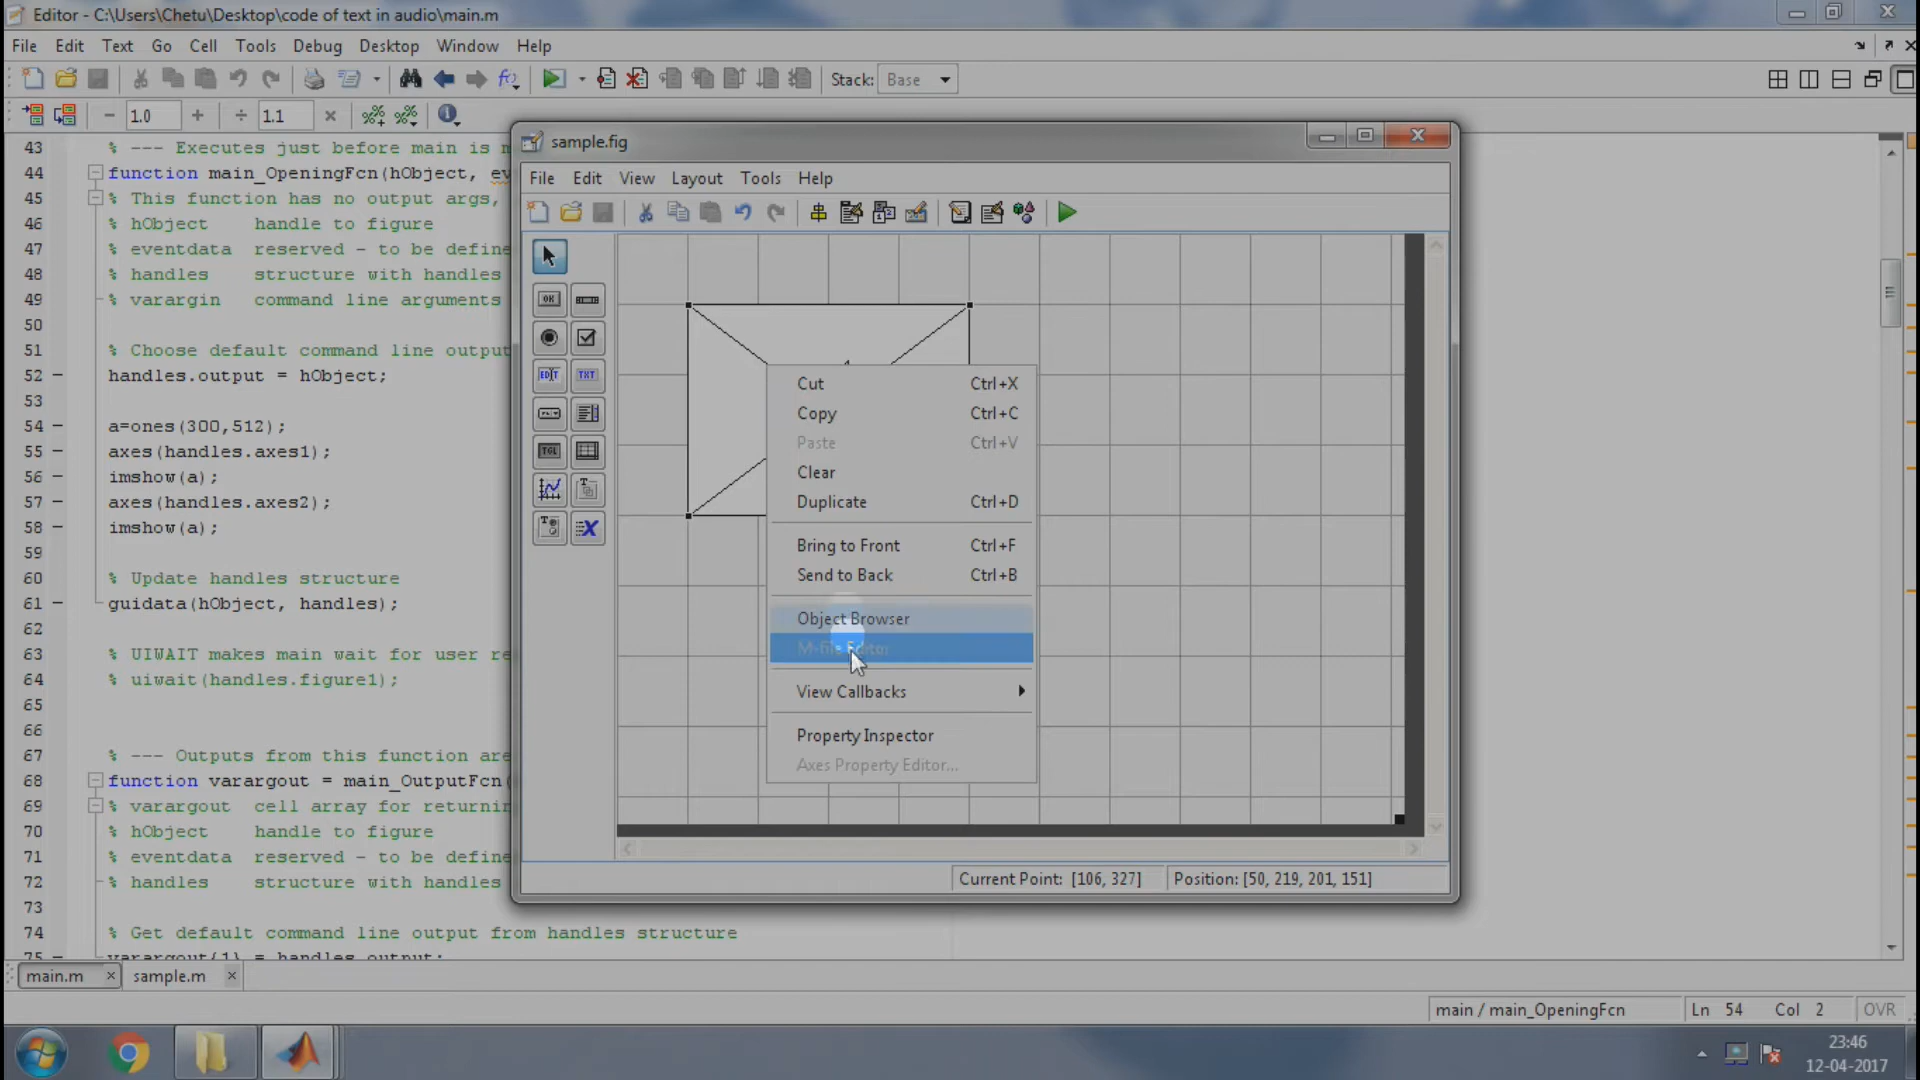 Editor - C:\Users\Chetu\Desktop\code of text in audio\main.m
File Edit Text Go Cell Tools Debug Desktop Window Help
Stack: Base
1.0 1.1
43 % --- Executes just before main is m
44 function main_OpeningFcn(hObject, ev
45 % This function has no output args,
46 % hObject    handle to figure
47 % eventdata  reserved - to be define
48 % handles    structure with handles
49 % varargin   command line arguments
50
51 % Choose default command line output
52 handles.output = hObject;
53
54 a=ones(300,512);
55 axes(handles.axes1);
56 imshow(a);
57 axes(handles.axes2);
58 imshow(a);
59
60 % Update handles structure
61 guidata(hObject, handles);
62
63 % UIWAIT makes main wait for user re
64 % uiwait(handles.figure1);
65
66
67 % --- Outputs from this function are
68 function varargout = main_OutputFcn(
69 % varargout  cell array for returnin
70 % hObject    handle to figure
71 % eventdata  reserved - to be define
72 % handles    structure with handles
73
74 % Get default command line output from handles structure
75 varargout{1} = handles.output;
sample.fig
File Edit View Layout Tools Help
OK
EDIT TXT
TGL
Cut Ctrl+X
Copy Ctrl+C
Paste Ctrl+V
Clear
Duplicate Ctrl+D
Bring to Front Ctrl+F
Send to Back Ctrl+B
Object Browser
M-file Editor
View Callbacks
Property Inspector
Axes Property Editor...
Current Point: [106, 327] Position: [50, 219, 201, 151]
main.m sample.m
main / main_OpeningFcn Ln 54 Col 2 OVR
23:46
12-04-2017